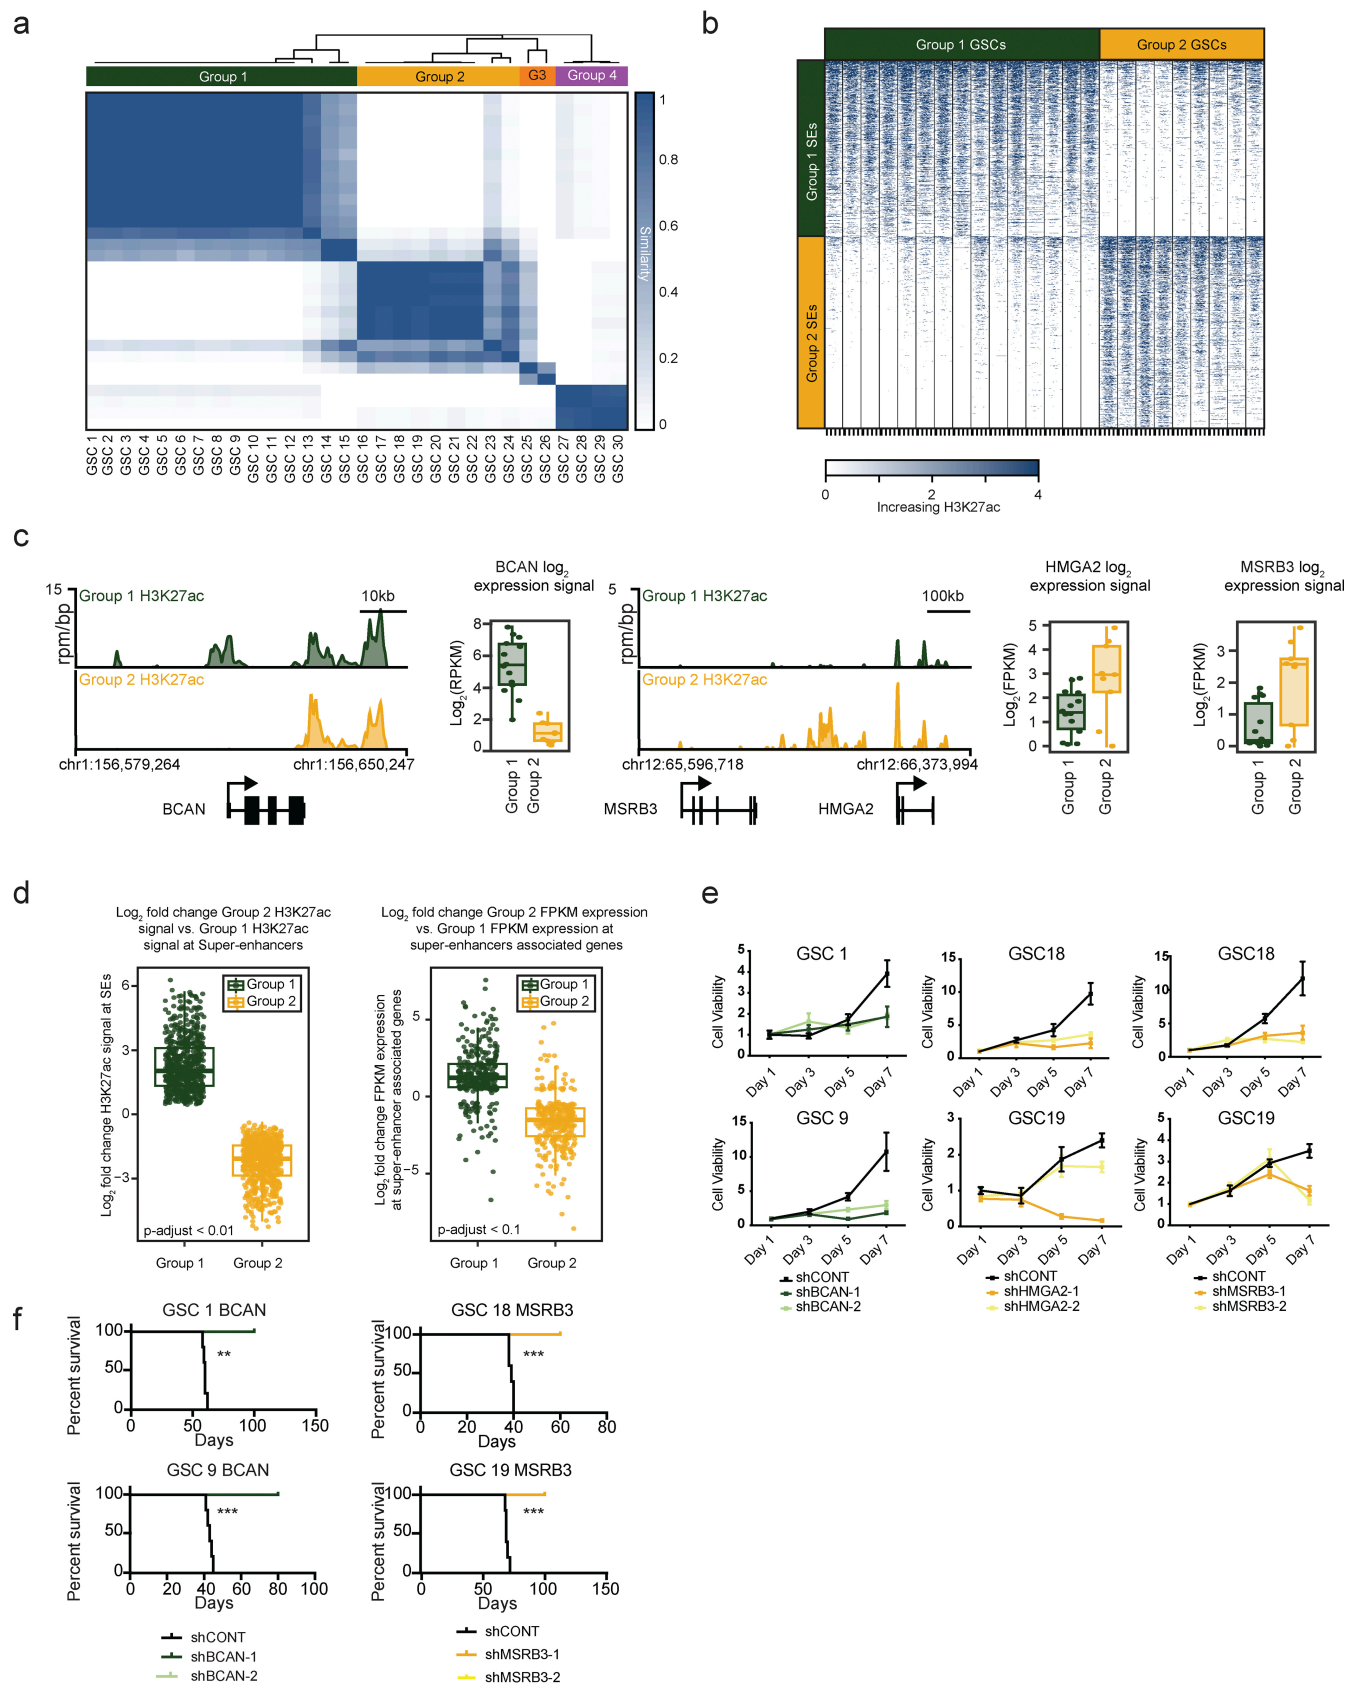 a
Group 1
Group 2
G3
Group 4
1
0.8
0.6
0.4
0.2
0
Similarity
GSC 1
GSC 2
GSC 3
GSC 4
GSC 5
GSC 6
GSC 7
GSC 8
GSC 9
GSC 10
GSC 11
GSC 12
GSC 13
GSC 14
GSC 15
GSC 16
GSC 17
GSC 18
GSC 19
GSC 20
GSC 21
GSC 22
GSC 23
GSC 24
GSC 25
GSC 26
GSC 27
GSC 28
GSC 29
GSC 30
b
Group 1 GSCs
Group 2 GSCs
Group 1 SEs
Group 2 SEs
0
2
4
Increasing H3K27ac
c
15
rpm/bp
Group 1 H3K27ac
10kb
Group 2 H3K27ac
chr1:156,579,264
chr1:156,650,247
BCAN
BCAN log2
expression signal
Log2(RPKM)
8
6
4
2
0
Group 1
Group 2
5
rpm/bp
Group 1 H3K27ac
100kb
Group 2 H3K27ac
chr12:65,596,718
chr12:66,373,994
MSRB3
HMGA2
HMGA2 log2
expression signal
Log2(FPKM)
5
4
3
2
1
0
Group 1
Group 2
MSRB3 log2
expression signal
Log2(FPKM)
3
2
1
0
Group 1
Group 2
d
Log2 fold change Group 2 H3K27ac
signal vs. Group 1 H3K27ac
signal at Super-enhancers
Log2 fold change H3K27ac signal at SEs
6
3
0
−3
Group 1
Group 2
p-adjust < 0.01
Group 1
Group 2
Log2 fold change Group 2 FPKM expression
vs. Group 1 FPKM expression at
super-enhancers associated genes
Log2 fold change FPKM expression
at super-enhancer associated genes
5
0
−5
Group 1
Group 2
p-adjust < 0.1
Group 1
Group 2
e
GSC 1
Cell Viability
5
4
3
2
1
0
Day 1
Day 3
Day 5
Day 7
GSC18
Cell Viability
15
10
5
0
Day 1
Day 3
Day 5
Day 7
GSC18
Cell Viability
15
10
5
0
Day 1
Day 3
Day 5
Day 7
GSC 9
Cell Viability
15
10
5
0
Day 1
Day 3
Day 5
Day 7
shCONT
shBCAN-1
shBCAN-2
GSC19
Cell Viability
3
2
1
0
Day 1
Day 3
Day 5
Day 7
shCONT
shHMGA2-1
shHMGA2-2
GSC19
Cell Viability
5
4
3
2
1
0
Day 1
Day 3
Day 5
Day 7
shCONT
shMSRB3-1
shMSRB3-2
f
GSC 1 BCAN
Percent survival
100
50
0
**
0
50
100
150
Days
GSC 18 MSRB3
Percent survival
100
50
0
***
0
20
40
60
80
Days
GSC 9 BCAN
Percent survival
100
50
0
***
0
20
40
60
80
100
Days
shCONT
shBCAN-1
shBCAN-2
GSC 19 MSRB3
Percent survival
100
50
0
***
0
50
100
150
Days
shCONT
shMSRB3-1
shMSRB3-2